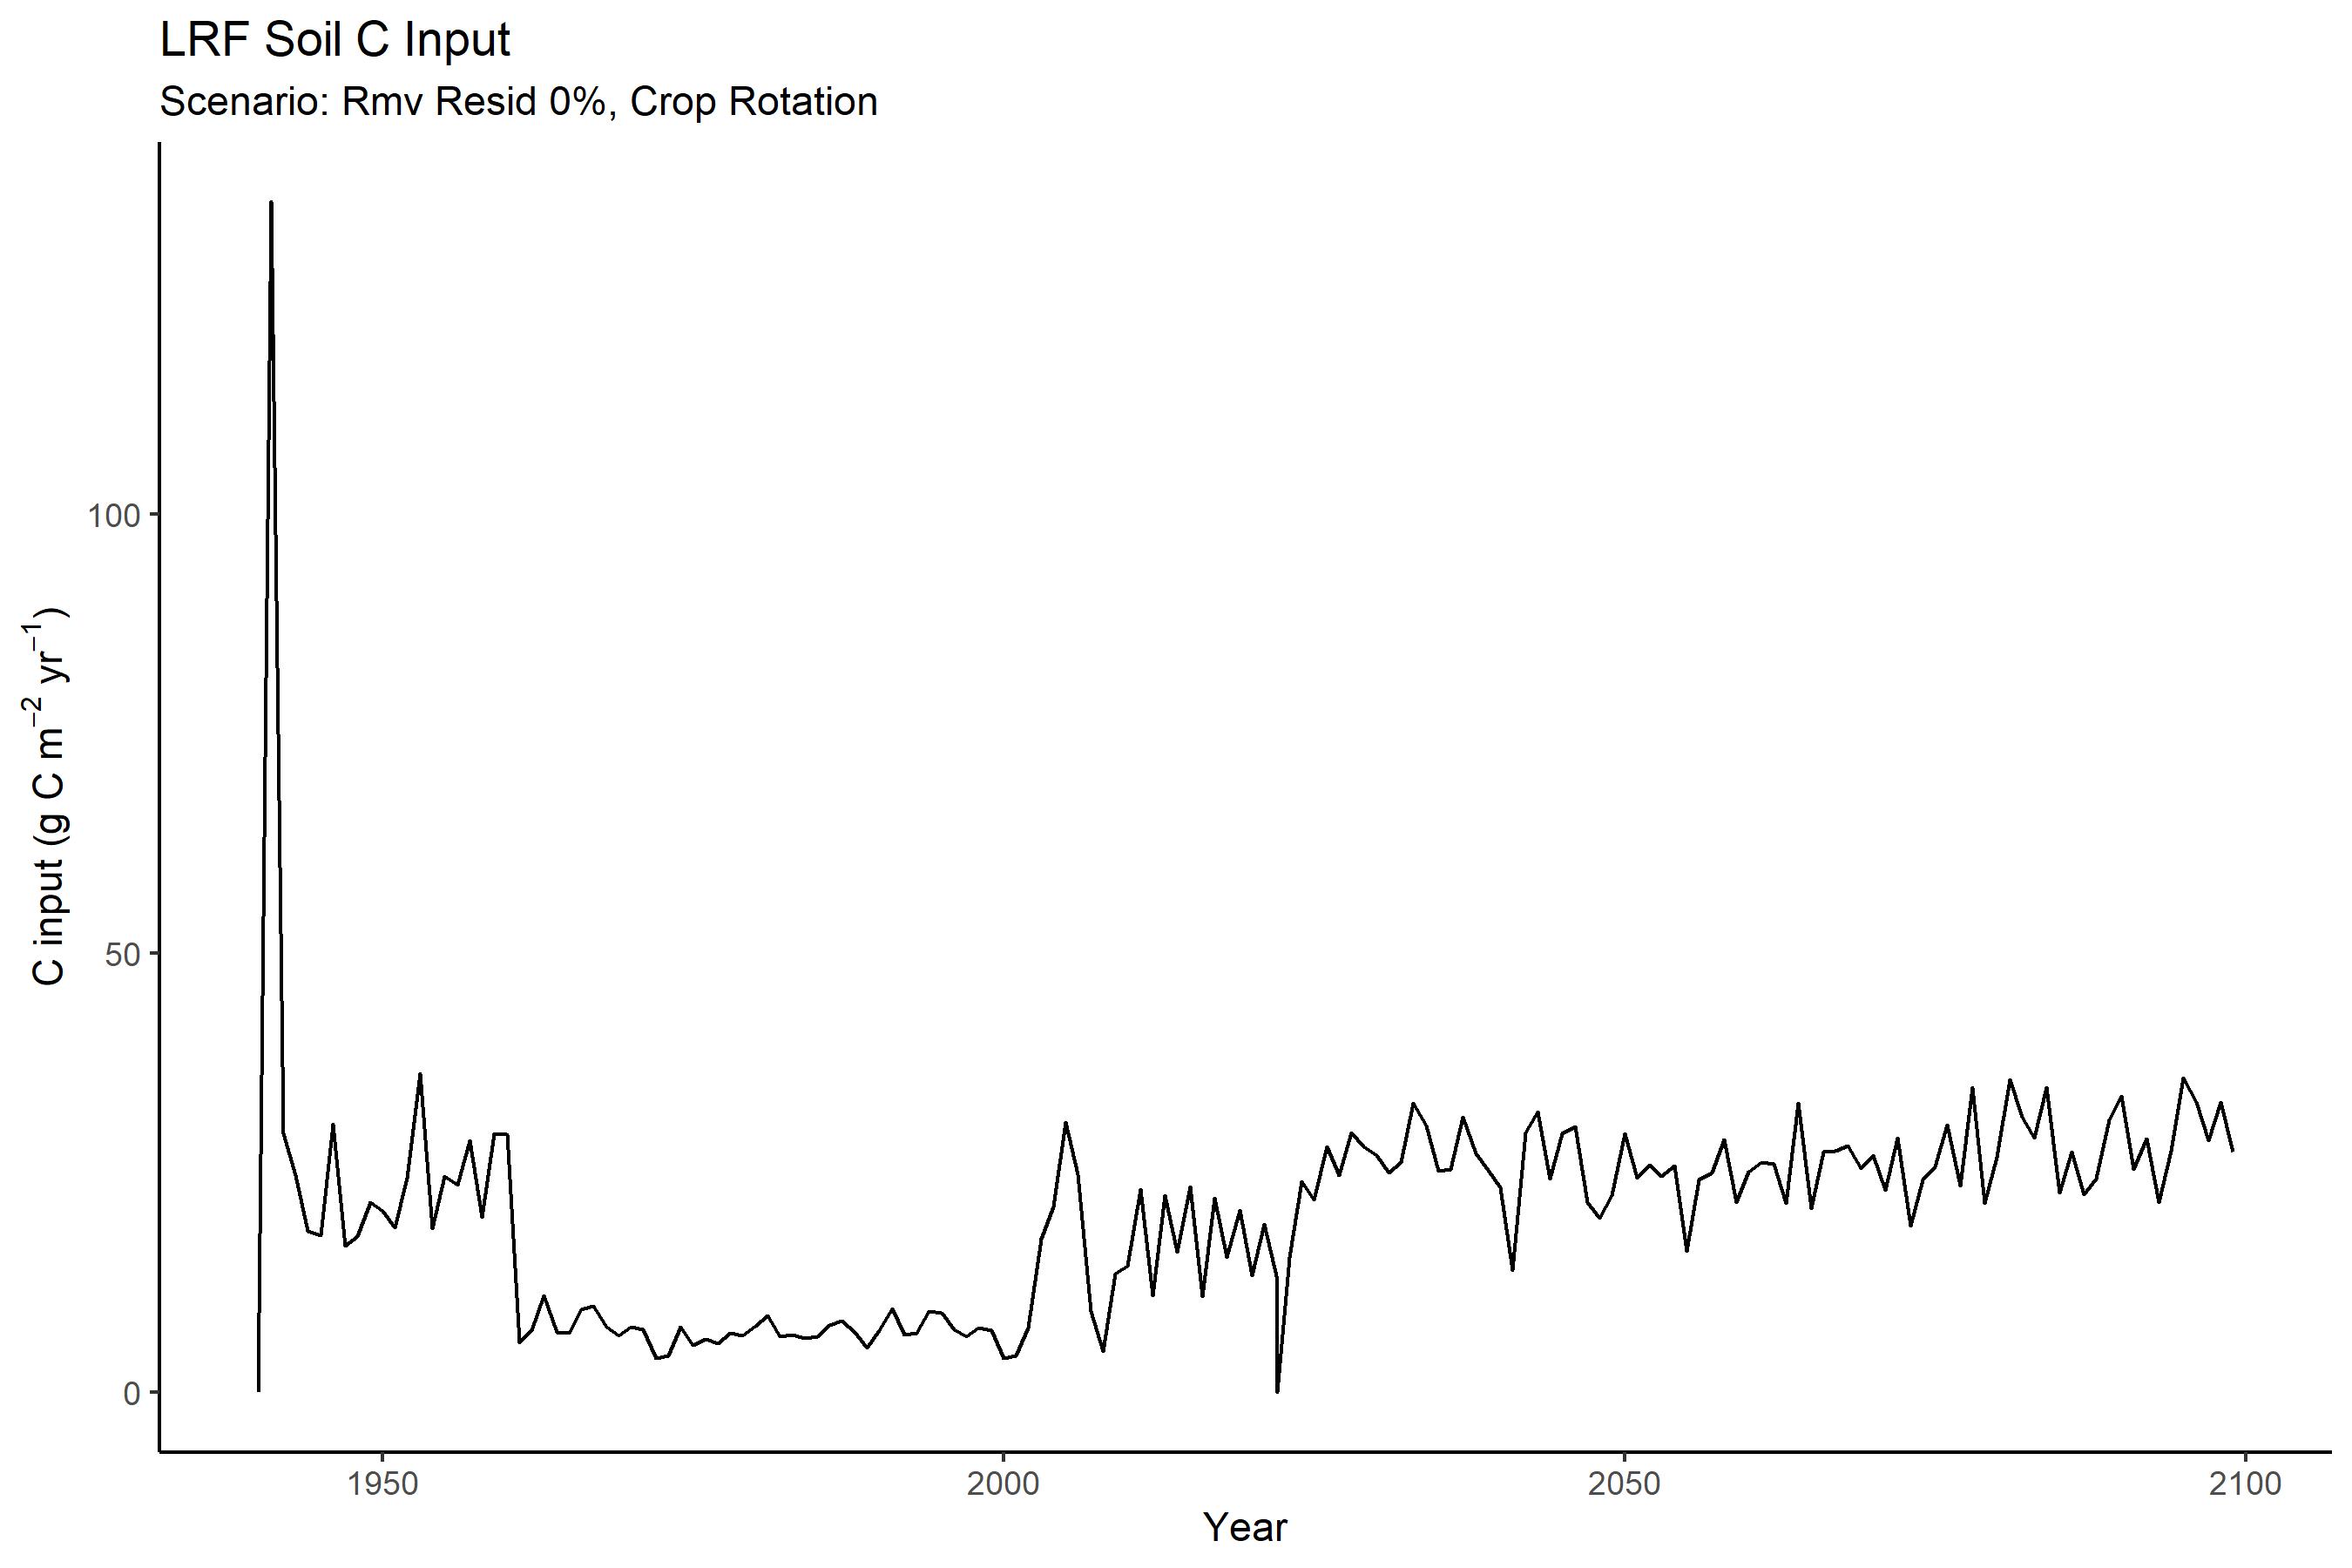 LRF Soil C Input
Scenario: Rmv Resid 0%, Crop Rotation
C input (g C m⁻² yr⁻¹)
100
50
0
1950 2000 2050 2100
Year